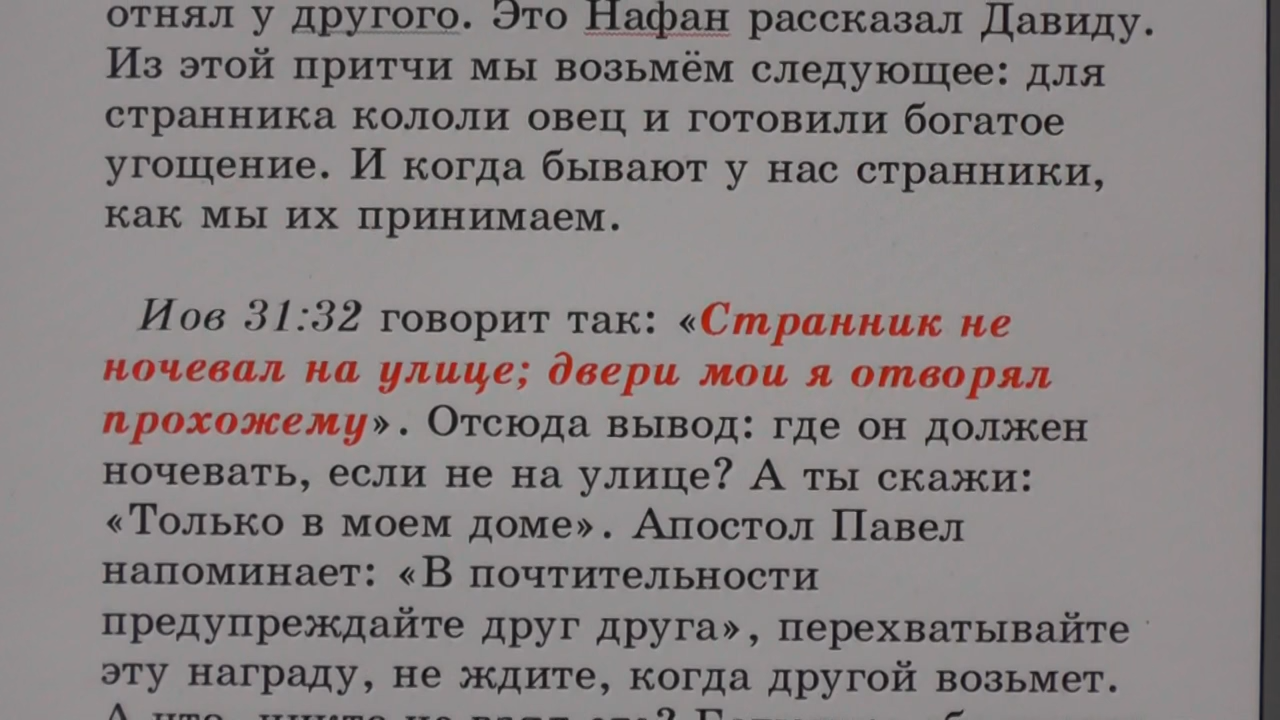 отнял у другого. Это Нафан рассказал Давиду.
Из этой притчи мы возьмём следующее: для
странника кололи овец и готовили богатое
угощение. И когда бывают у нас странники,
как мы их принимаем.
Иов 31:32 говорит так: «Странник не
ночевал на улице; двери мои я отворял
прохожему». Отсюда вывод: где он должен
ночевать, если не на улице? А ты скажи:
«Только в моем доме». Апостол Павел
напоминает: «В почтительности
предупреждайте друг друга», перехватывайте
эту награду, не ждите, когда другой возьмет.